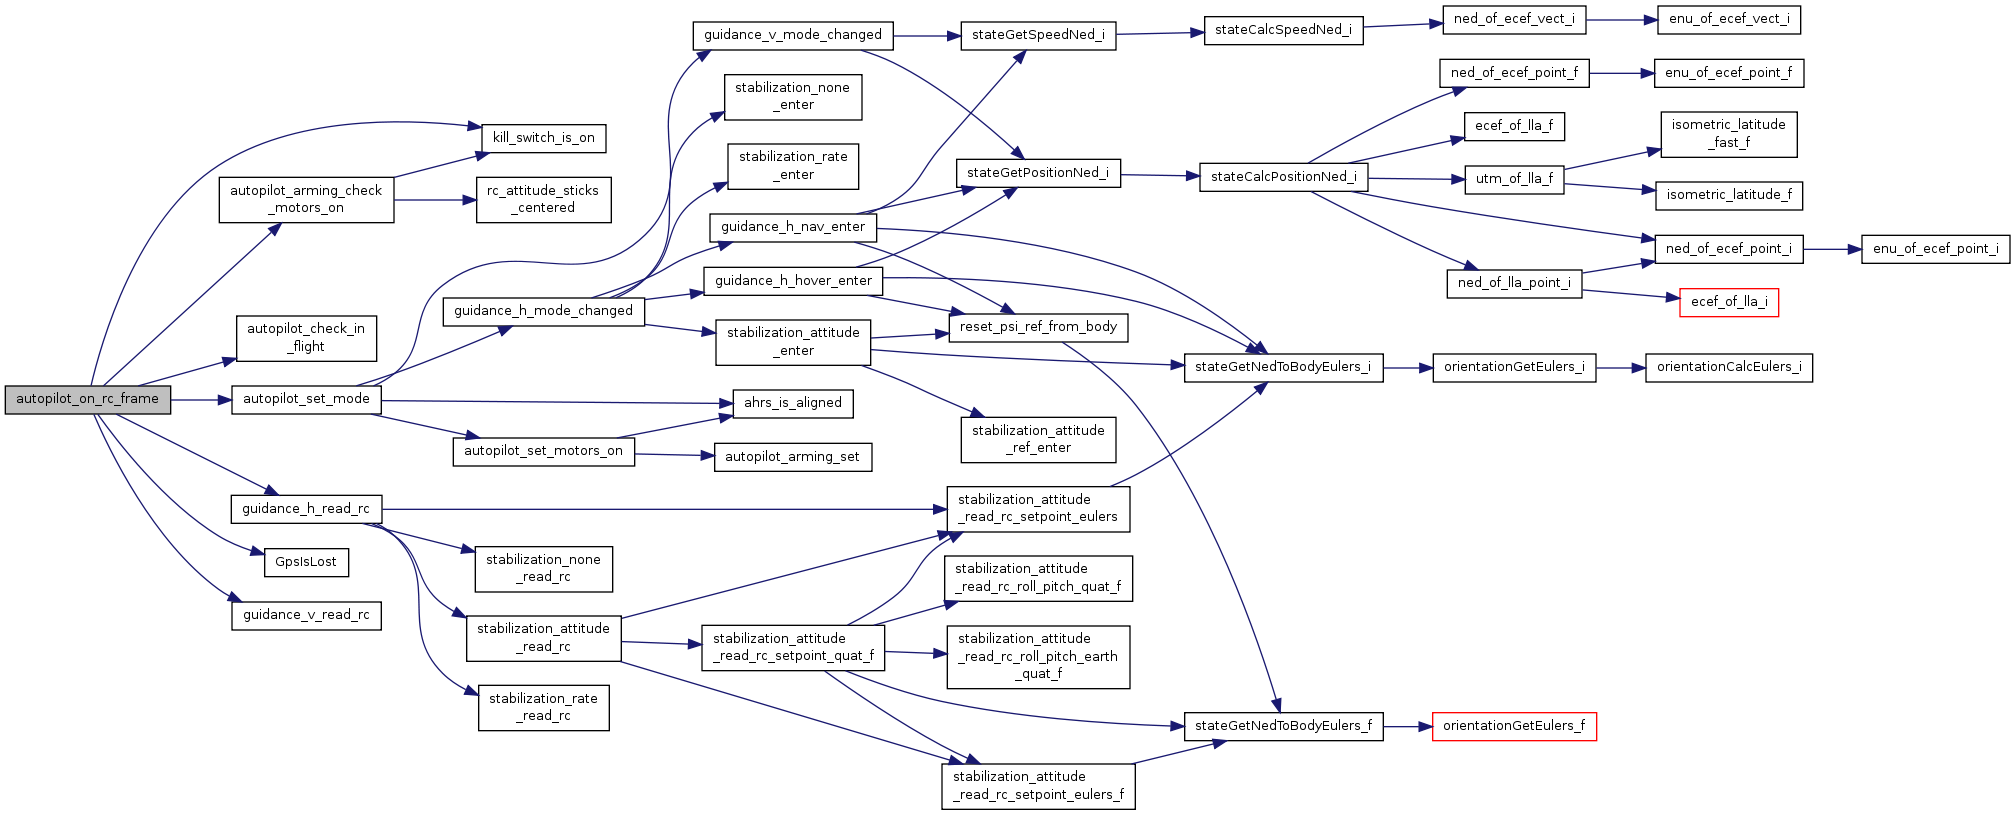 autopilot_on_rc_frame
kill_switch_is_on
autopilot_arming_check
_motors_on
rc_attitude_sticks
_centered
autopilot_check_in
_flight
autopilot_set_mode
guidance_h_read_rc
GpsIsLost
guidance_v_read_rc
guidance_h_mode_changed
autopilot_set_motors_on
stabilization_none
_read_rc
stabilization_attitude
_read_rc
stabilization_rate
_read_rc
guidance_v_mode_changed
stabilization_none
_enter
stabilization_rate
_enter
guidance_h_nav_enter
guidance_h_hover_enter
stabilization_attitude
_enter
ahrs_is_aligned
autopilot_arming_set
stabilization_attitude
_read_rc_setpoint_quat_f
stateGetSpeedNed_i
stateGetPositionNed_i
reset_psi_ref_from_body
stabilization_attitude
_ref_enter
stabilization_attitude
_read_rc_setpoint_eulers
stabilization_attitude
_read_rc_roll_pitch_quat_f
stabilization_attitude
_read_rc_roll_pitch_earth
_quat_f
stabilization_attitude
_read_rc_setpoint_eulers_f
stateCalcSpeedNed_i
stateCalcPositionNed_i
stateGetNedToBodyEulers_i
stateGetNedToBodyEulers_f
ned_of_ecef_vect_i
ned_of_ecef_point_f
ecef_of_lla_f
utm_of_lla_f
ned_of_lla_point_i
orientationGetEulers_i
orientationGetEulers_f
enu_of_ecef_vect_i
enu_of_ecef_point_f
isometric_latitude
_fast_f
isometric_latitude_f
ned_of_ecef_point_i
ecef_of_lla_i
orientationCalcEulers_i
enu_of_ecef_point_i